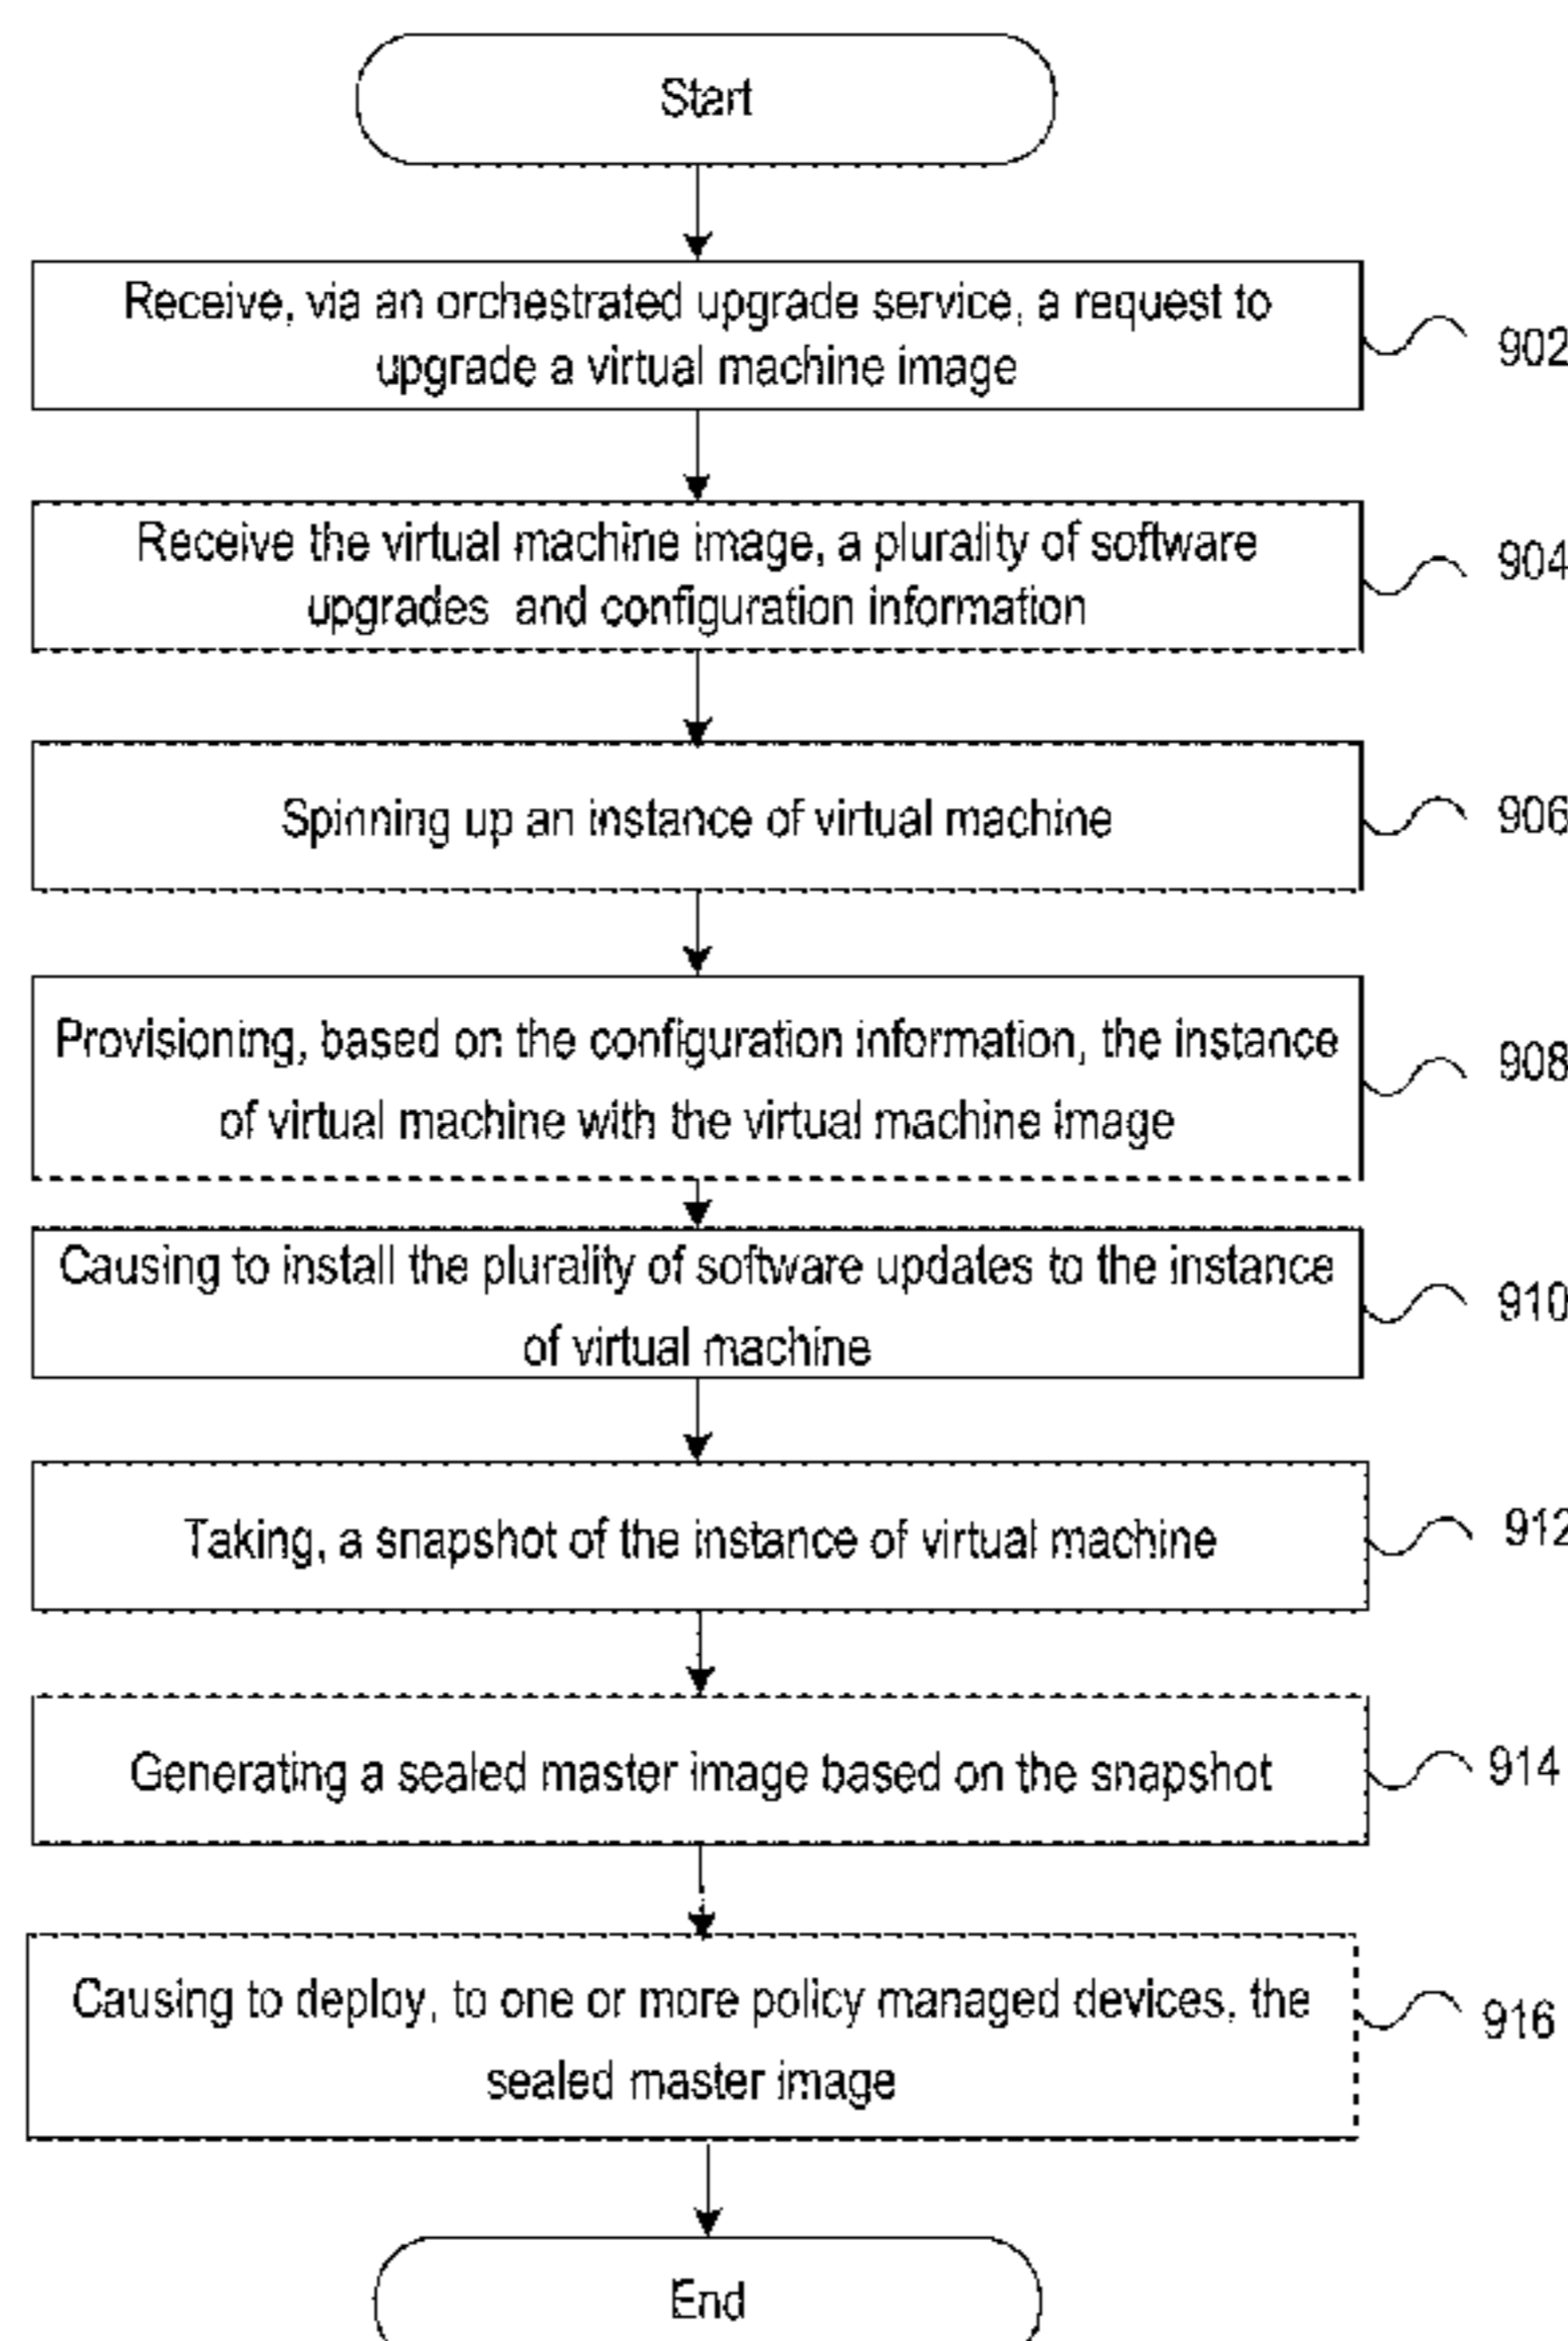 Start
Receive, via an orchestrated upgrade service, a request to
upgrade a virtual machine image
902
Receive the virtual machine image, a plurality of software
upgrades and configuration information
904
Spinning up an instance of virtual machine
906
Provisioning, based on the configuration information, the instance
of virtual machine with the virtual machine image
908
Causing to install the plurality of software updates to the instance
of virtual machine
910
Taking, a snapshot of the instance of virtual machine
912
Generating a sealed master image based on the snapshot
914
Causing to deploy, to one or more policy managed devices, the
sealed master image
916
End